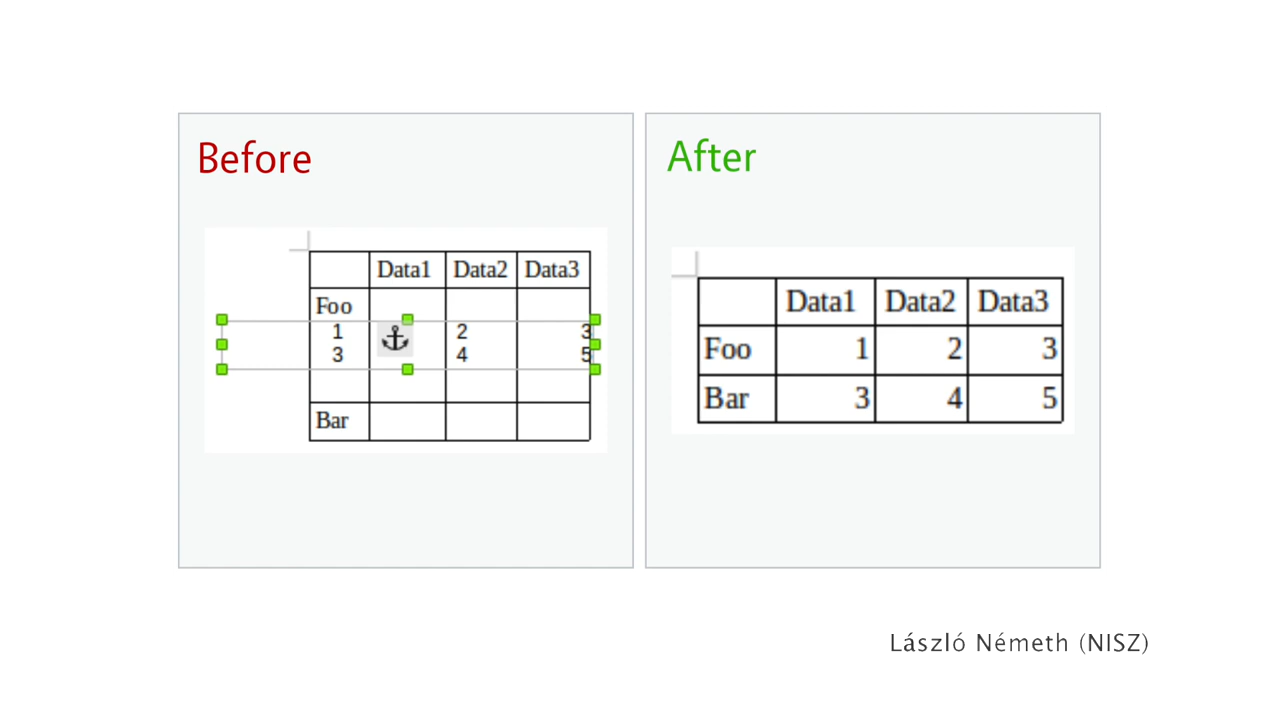 Before
Data1 Data2 Data3
Foo
1 2 3
3 4 5
Bar
After
Data1 Data2 Data3
Foo 1 2 3
Bar 3 4 5
László Németh (NISZ)